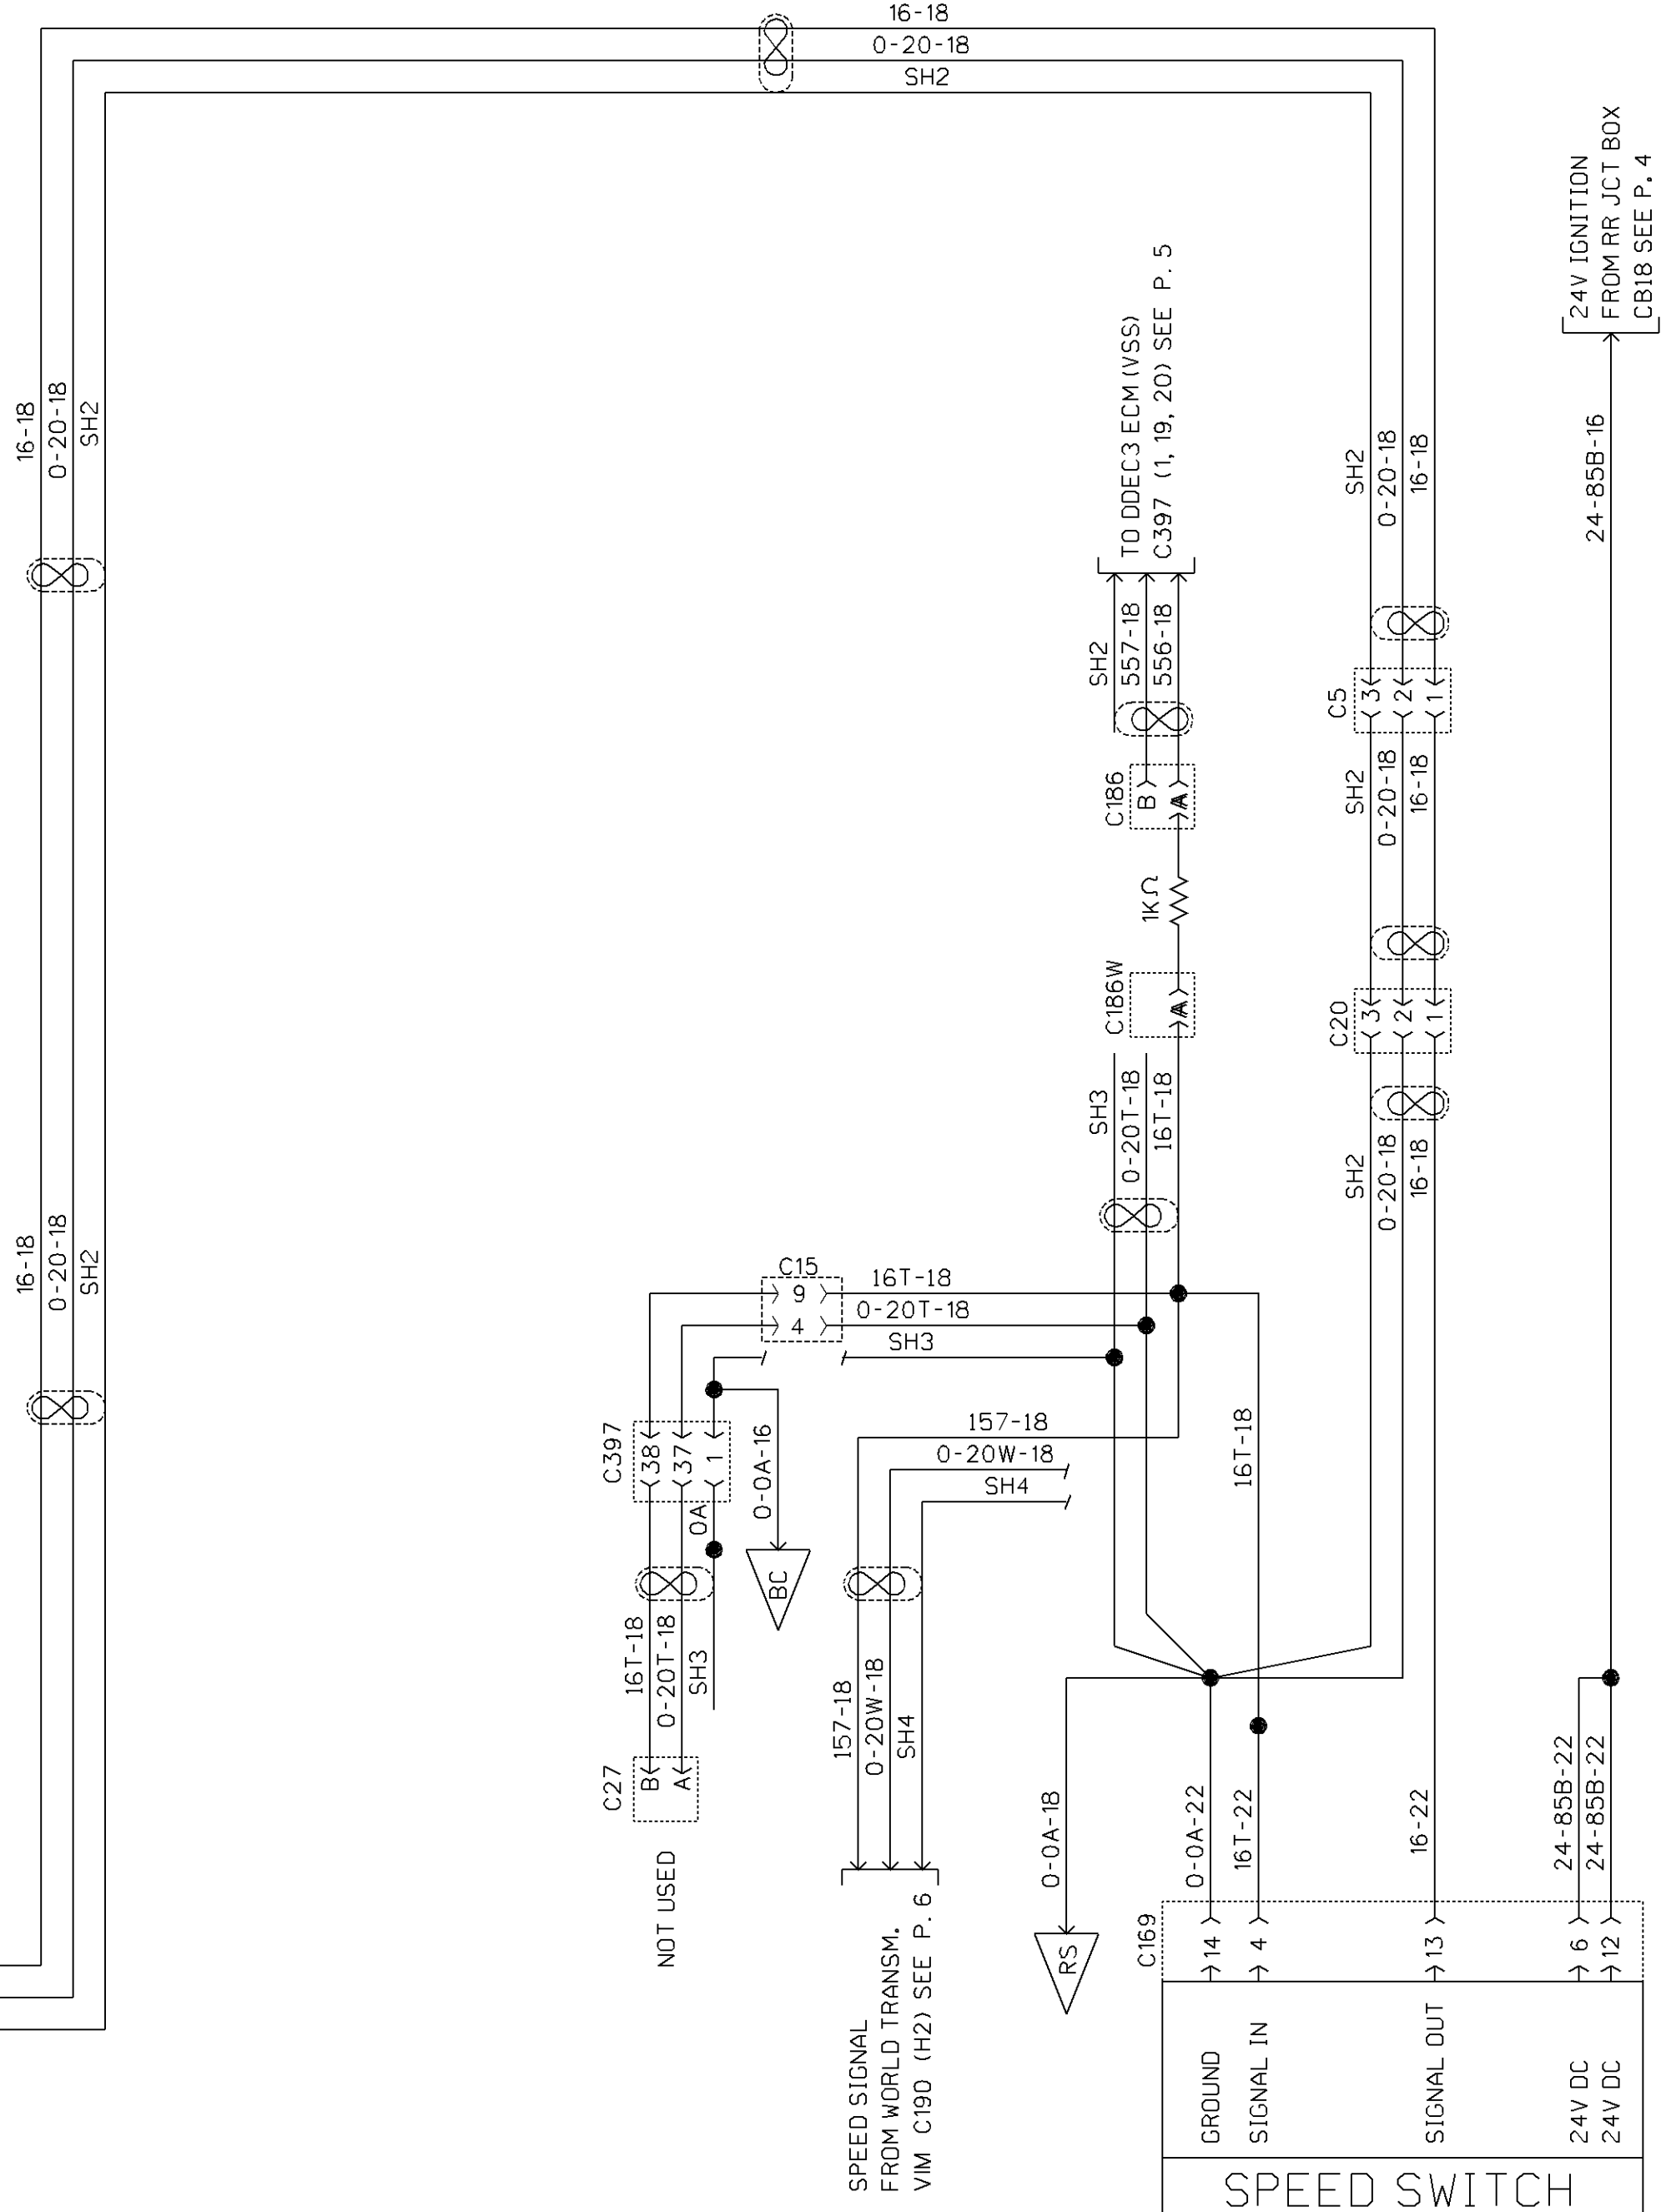 16-18
0-20-18
SH2
16-18
0-20-18
SH2
24V IGNITION
FROM RR JCT BOX
CB18 SEE P. 4
TO DDEC3 ECM (VSS)
C397 (1, 19, 20) SEE P. 5
SH2
0-20-18
16-18
24-85B-16
SH2
557-18
556-18
C5
3
2
1
C186
B
A
SH2
0-20-18
16-18
1KΩ
C186W
A
C20
3
2
1
SH3
0-20T-18
16T-18
SH2
0-20-18
16-18
16-18
0-20-18
SH2
C15
9
4
16T-18
0-20T-18
SH3
157-18
0-20W-18
SH4
C397
38
37
1
0A
0-0A-16
BC
16T-18
16T-18
0-20T-18
SH3
157-18
0-20W-18
SH4
C27
B
A
NOT USED
0-0A-18
0-0A-22
16T-22
16-22
24-85B-22
24-85B-22
SPEED SIGNAL
FROM WORLD TRANSM.
VIM C190 (H2) SEE P. 6
RS
C169
14
4
13
6
12
GROUND
SIGNAL IN
SIGNAL OUT
24V DC
24V DC
SPEED SWITCH